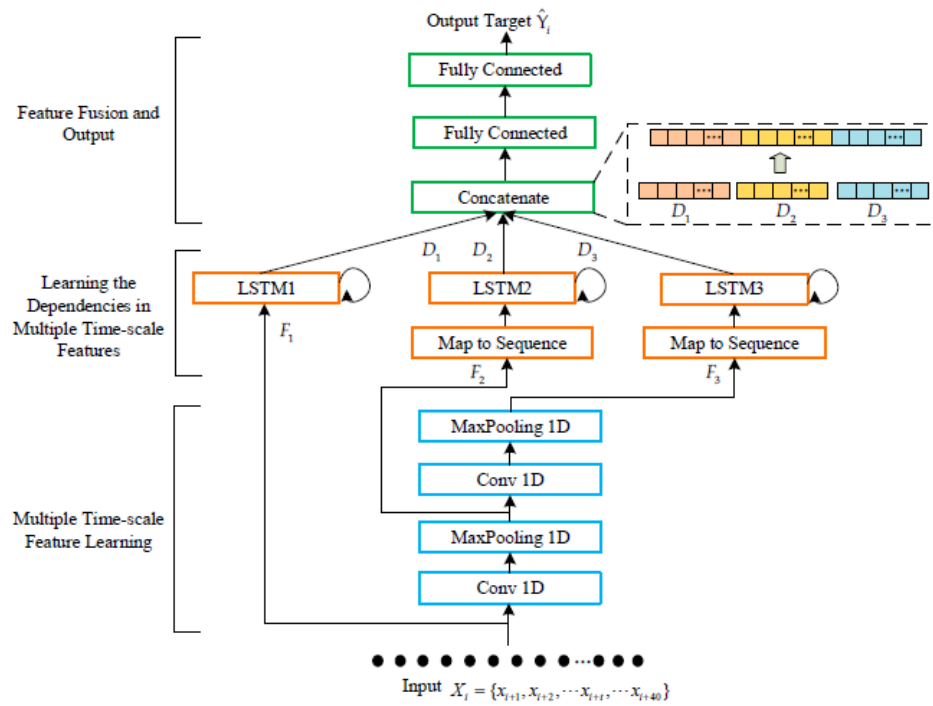 Output Target Ŷᵢ
Fully Connected
Feature Fusion and
Output
Fully Connected
Concatenate
D₁
D₂
D₃
D₁
D₂
D₃
Learning the
Dependencies in
Multiple Time-scale
Features
LSTM1
LSTM2
LSTM3
F₁
Map to Sequence
Map to Sequence
F₂
F₃
MaxPooling 1D
Conv 1D
Multiple Time-scale
Feature Learning
MaxPooling 1D
Conv 1D
Input Xᵢ = {xᵢ₊₁, xᵢ₊₂, ⋯xᵢ₊ₜ, ⋯xᵢ₊₄₀}